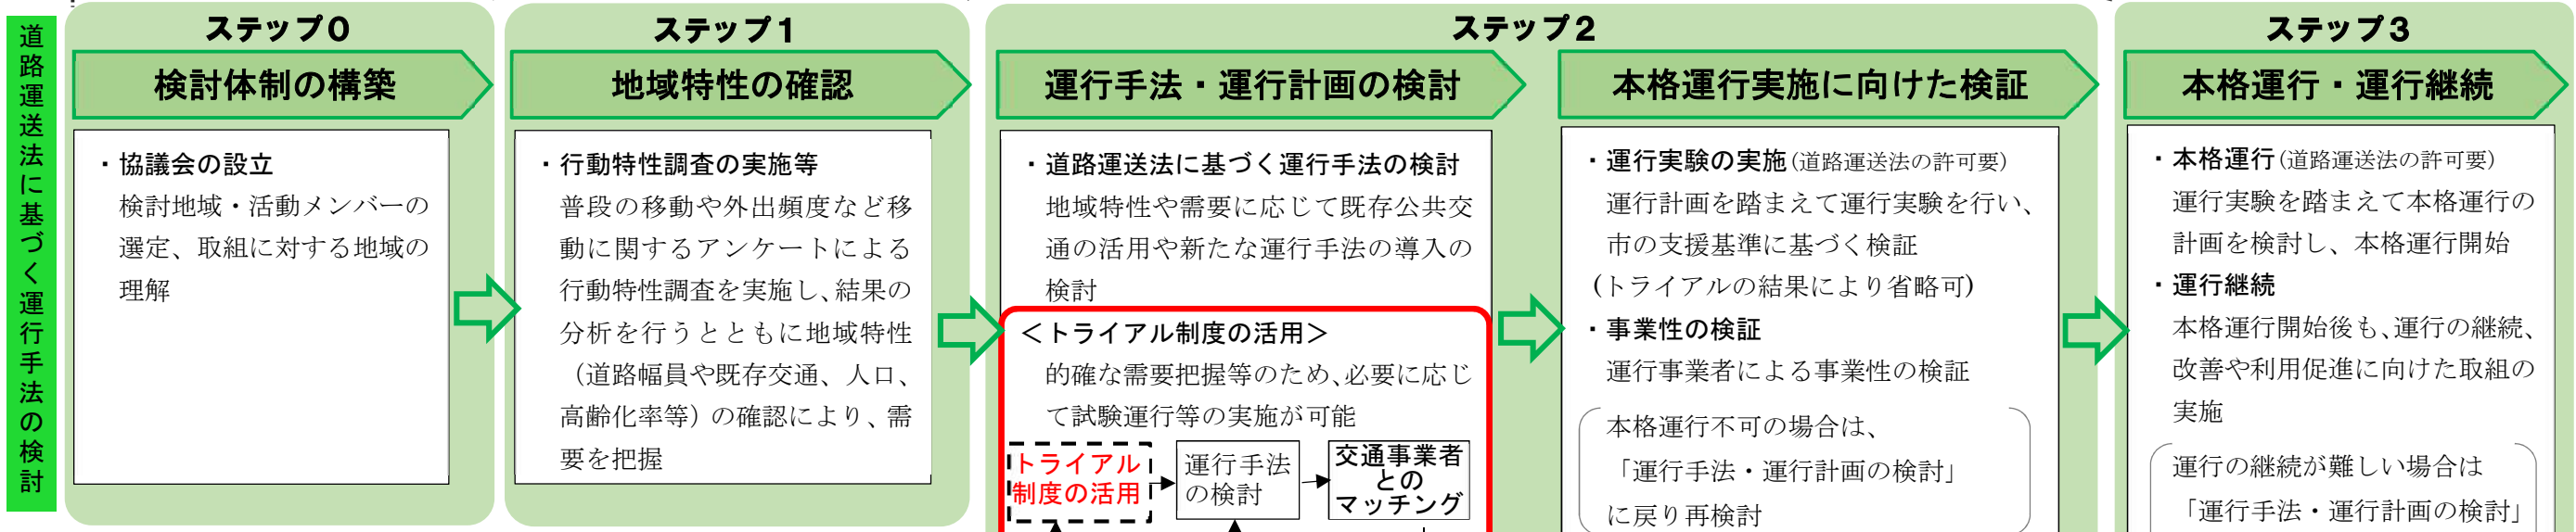 道路運送法に基づく運行手法の検討
ステップ0
検討体制の構築
・協議会の設立
検討地域・活動メンバーの
選定、取組に対する地域の
理解
ステップ1
地域特性の確認
・行動特性調査の実施等
普段の移動や外出頻度など移
動に関するアンケートによる
行動特性調査を実施し、結果の
分析を行うとともに地域特性
（道路幅員や既存交通、人口、
高齢化率等）の確認により、需
要を把握
ステップ2
運行手法・運行計画の検討
・道路運送法に基づく運行手法の検討
地域特性や需要に応じて既存公共交
通の活用や新たな運行手法の導入の
検討
＜トライアル制度の活用＞
的確な需要把握等のため、必要に応じ
て試験運行等の実施が可能
トライアル
制度の活用
運行手法
の検討
交通事業者
との
マッチング
本格運行実施に向けた検証
・運行実験の実施(道路運送法の許可要)
運行計画を踏まえて運行実験を行い、
市の支援基準に基づく検証
(トライアルの結果により省略可)
・事業性の検証
運行事業者による事業性の検証
本格運行不可の場合は、
「運行手法・運行計画の検討」
に戻り再検討
ステップ3
本格運行・運行継続
・本格運行(道路運送法の許可要)
運行実験を踏まえて本格運行の
計画を検討し、本格運行開始
・運行継続
本格運行開始後も、運行の継続、
改善や利用促進に向けた取組の
実施
運行の継続が難しい場合は
「運行手法・運行計画の検討」